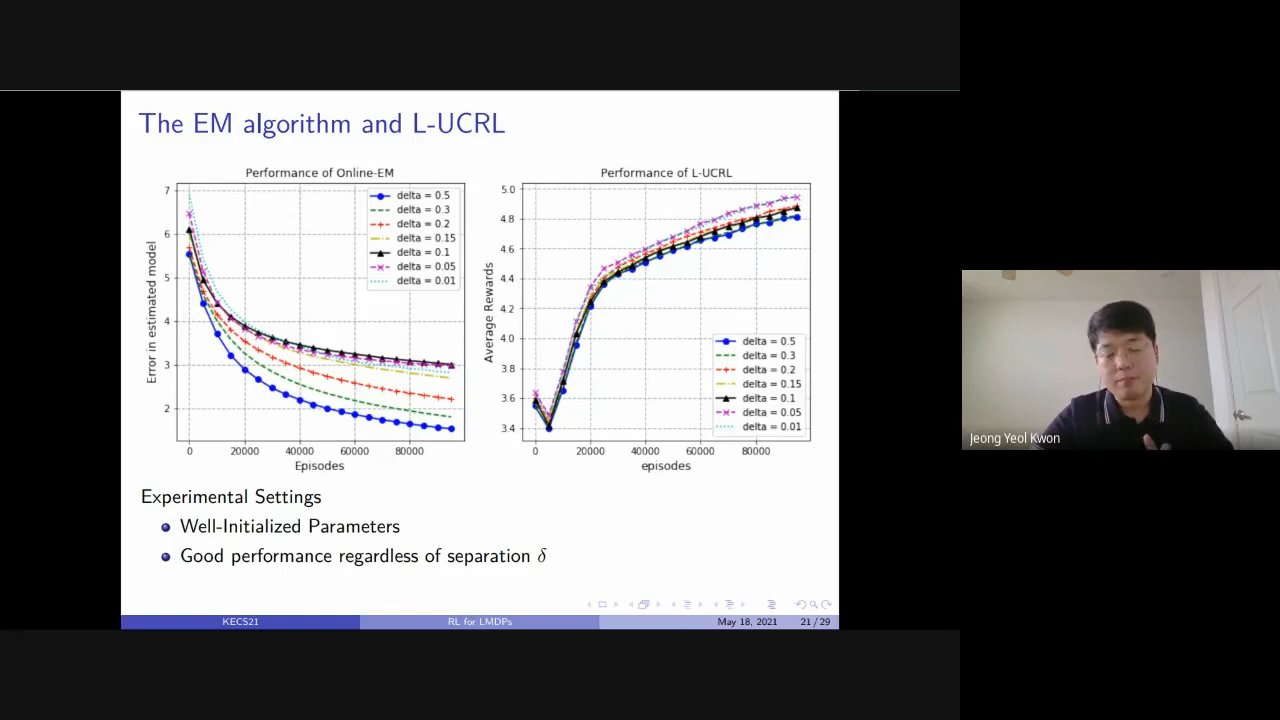 The EM algorithm and L-UCRL
Performance of Online-EM
7
6
5
4
3
2
Error in estimated model
0
20000
40000
60000
80000
Episodes
delta = 0.5
delta = 0.3
delta = 0.2
delta = 0.15
delta = 0.1
delta = 0.05
delta = 0.01
Performance of L-UCRL
5.0
4.8
4.6
4.4
4.2
4.0
3.8
3.6
3.4
Average Rewards
0
20000
40000
60000
80000
episodes
delta = 0.5
delta = 0.3
delta = 0.2
delta = 0.15
delta = 0.1
delta = 0.05
delta = 0.01
Experimental Settings
Well-Initialized Parameters
Good performance regardless of separation δ
KECS21
RL for LMDPs
May 18, 2021
21 / 29
Jeong Yeol Kwon